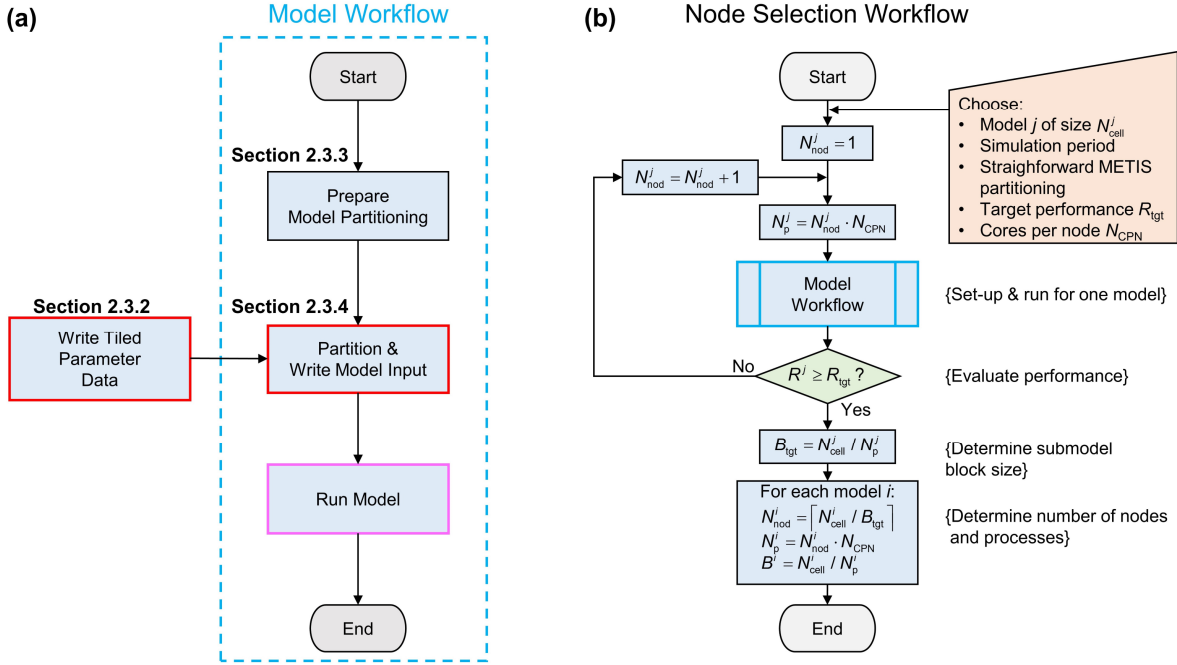 (a)
Model Workflow
Start
Section 2.3.3
Prepare
Model Partitioning
Section 2.3.2
Write Tiled
Parameter
Data
Section 2.3.4
Partition &
Write Model Input
Run Model
End
(b)
Node Selection Workflow
Start
Choose:
• Model j of size N^j_cell
• Simulation period
• Straighforward METIS
partitioning
• Target performance R_tgt
• Cores per node N_CPN
N^j_nod = 1
N^j_nod = N^j_nod + 1
N^j_p = N^j_nod · N_CPN
Model
Workflow
{Set-up & run for one model}
No
R^j ≥ R_tgt ?
{Evaluate performance}
Yes
B_tgt = N^j_cell / N^j_p
{Determine submodel
block size}
For each model i:
N^i_nod = ⌈N^i_cell / B_tgt⌉
N^i_p = N^i_nod · N_CPN
B^i = N^i_cell / N^i_p
{Determine number of nodes
and processes}
End